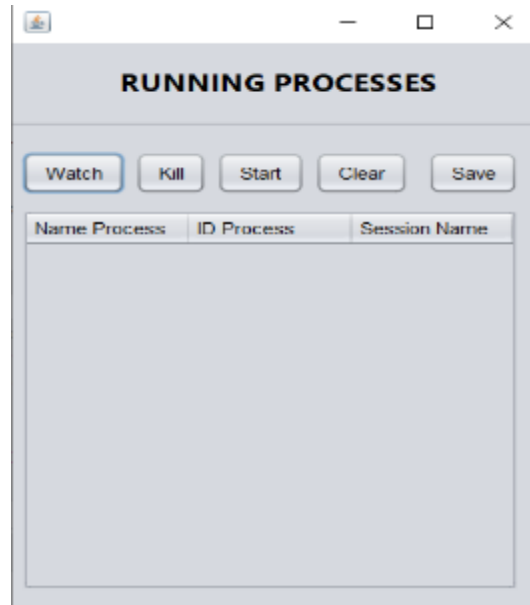 RUNNING PROCESSES
Watch Kill Start Clear Save
Name Process ID Process Session Name